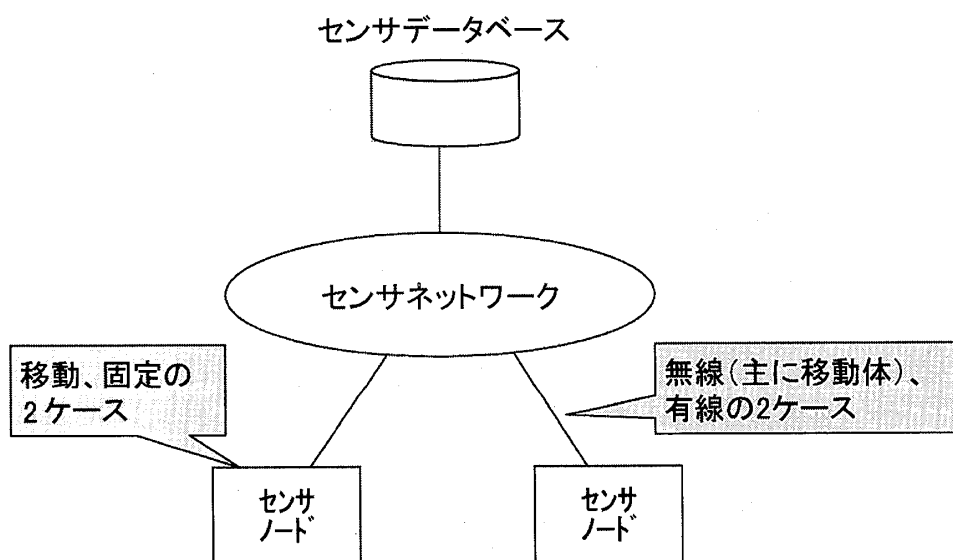 センサデータベース
センサネットワーク
移動、固定の
2ケース
無線(主に移動体)、
有線の2ケース
センサ
ノード
センサ
ノード